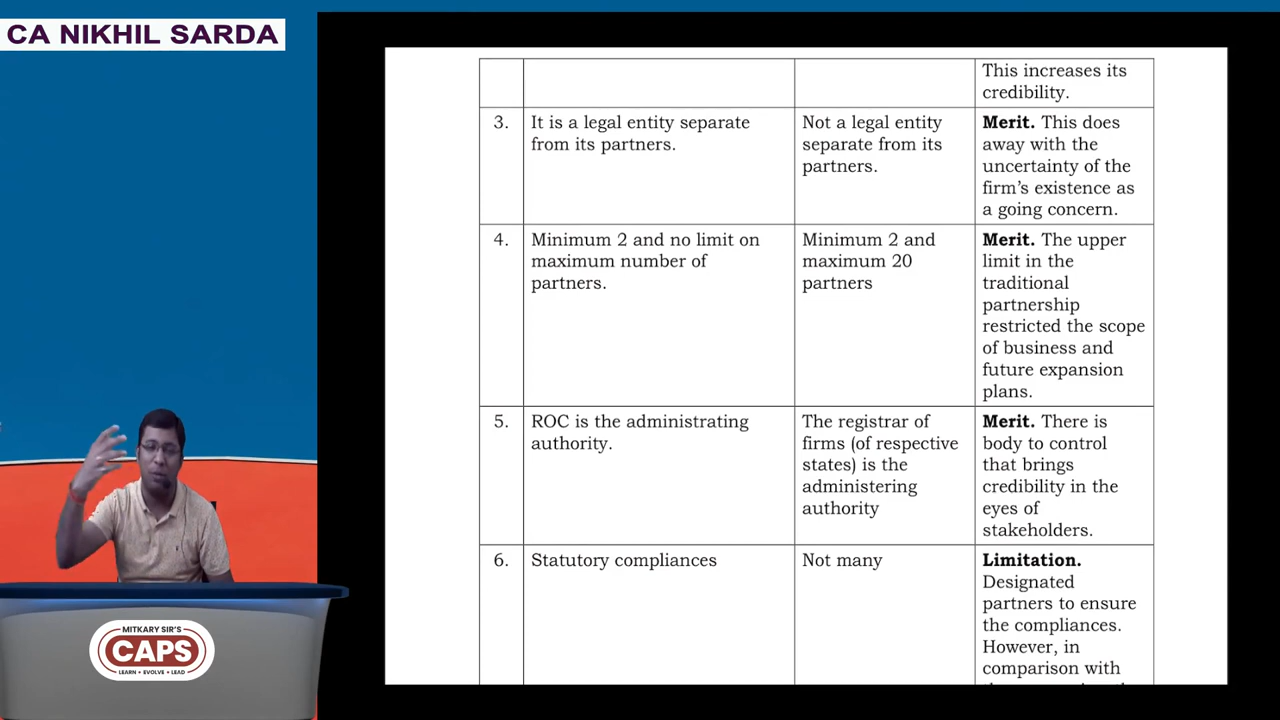 CA NIKHIL SARDA
This increases its
credibility.
3. It is a legal entity separate
from its partners.
Not a legal entity
separate from its
partners.
Merit. This does
away with the
uncertainty of the
firm's existence as
a going concern.
4. Minimum 2 and no limit on
maximum number of
partners.
Minimum 2 and
maximum 20
partners
Merit. The upper
limit in the
traditional
partnership
restricted the scope
of business and
future expansion
plans.
5. ROC is the administrating
authority.
The registrar of
firms (of respective
states) is the
administering
authority
Merit. There is
body to control
that brings
credibility in the
eyes of
stakeholders.
6. Statutory compliances
Not many
Limitation.
Designated
partners to ensure
the compliances.
However, in
comparison with
MITKARY SIR'S
CAPS
LEARN • EVOLVE • LEAD